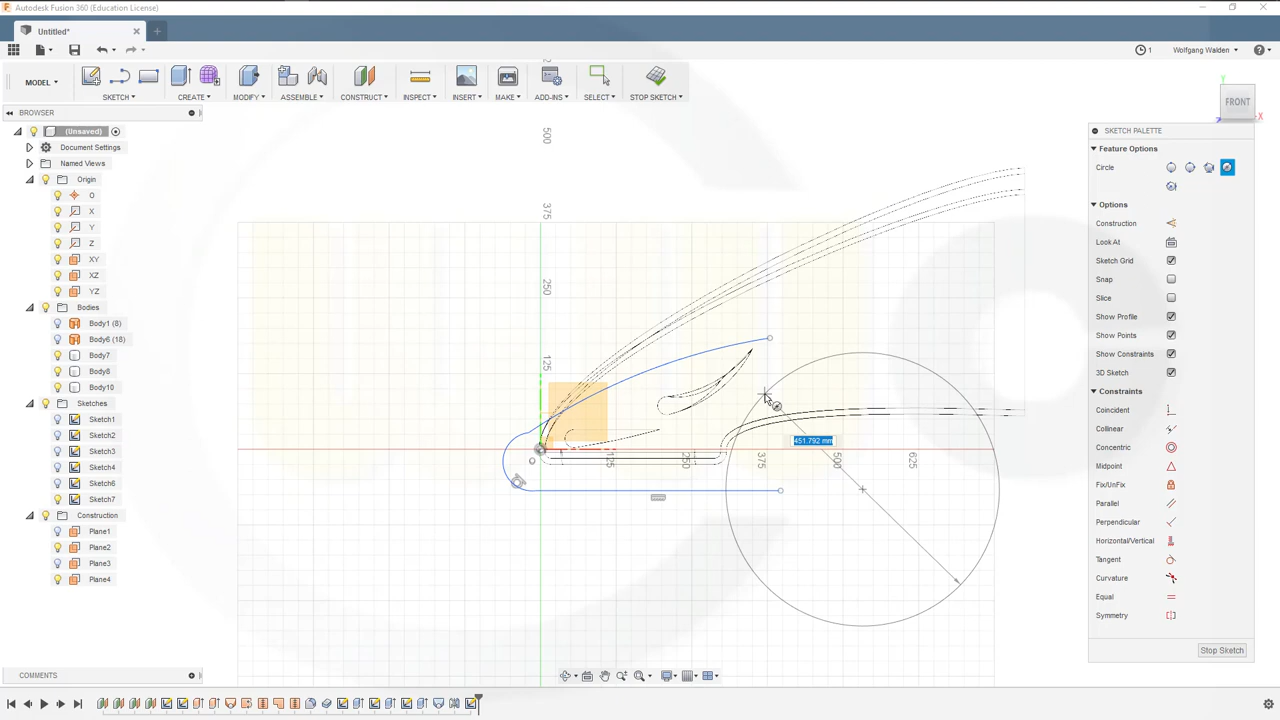 Autodesk Fusion 360 (Education License)
Untitled*
1
Wolfgang Walden
MODEL
SKETCH
CREATE
MODIFY
ASSEMBLE
CONSTRUCT
INSPECT
INSERT
MAKE
ADD-INS
SELECT
STOP SKETCH
BROWSER
(Unsaved)
Document Settings
Named Views
Origin
O
X
Y
Z
XY
XZ
YZ
Bodies
Body1 (8)
Body6 (18)
Body7
Body8
Body10
Sketches
Sketch1
Sketch2
Sketch3
Sketch4
Sketch6
Sketch7
Construction
Plane1
Plane2
Plane3
Plane4
COMMENTS
500
375
250
125
125
250
375
500
625
451.792 mm
Y
FRONT
X
SKETCH PALETTE
Feature Options
Circle
Options
Construction
Look At
Sketch Grid
Snap
Slice
Show Profile
Show Points
Show Constraints
3D Sketch
Constraints
Coincident
Collinear
Concentric
Midpoint
Fix/UnFix
Parallel
Perpendicular
Horizontal/Vertical
Tangent
Curvature
Equal
Symmetry
Stop Sketch